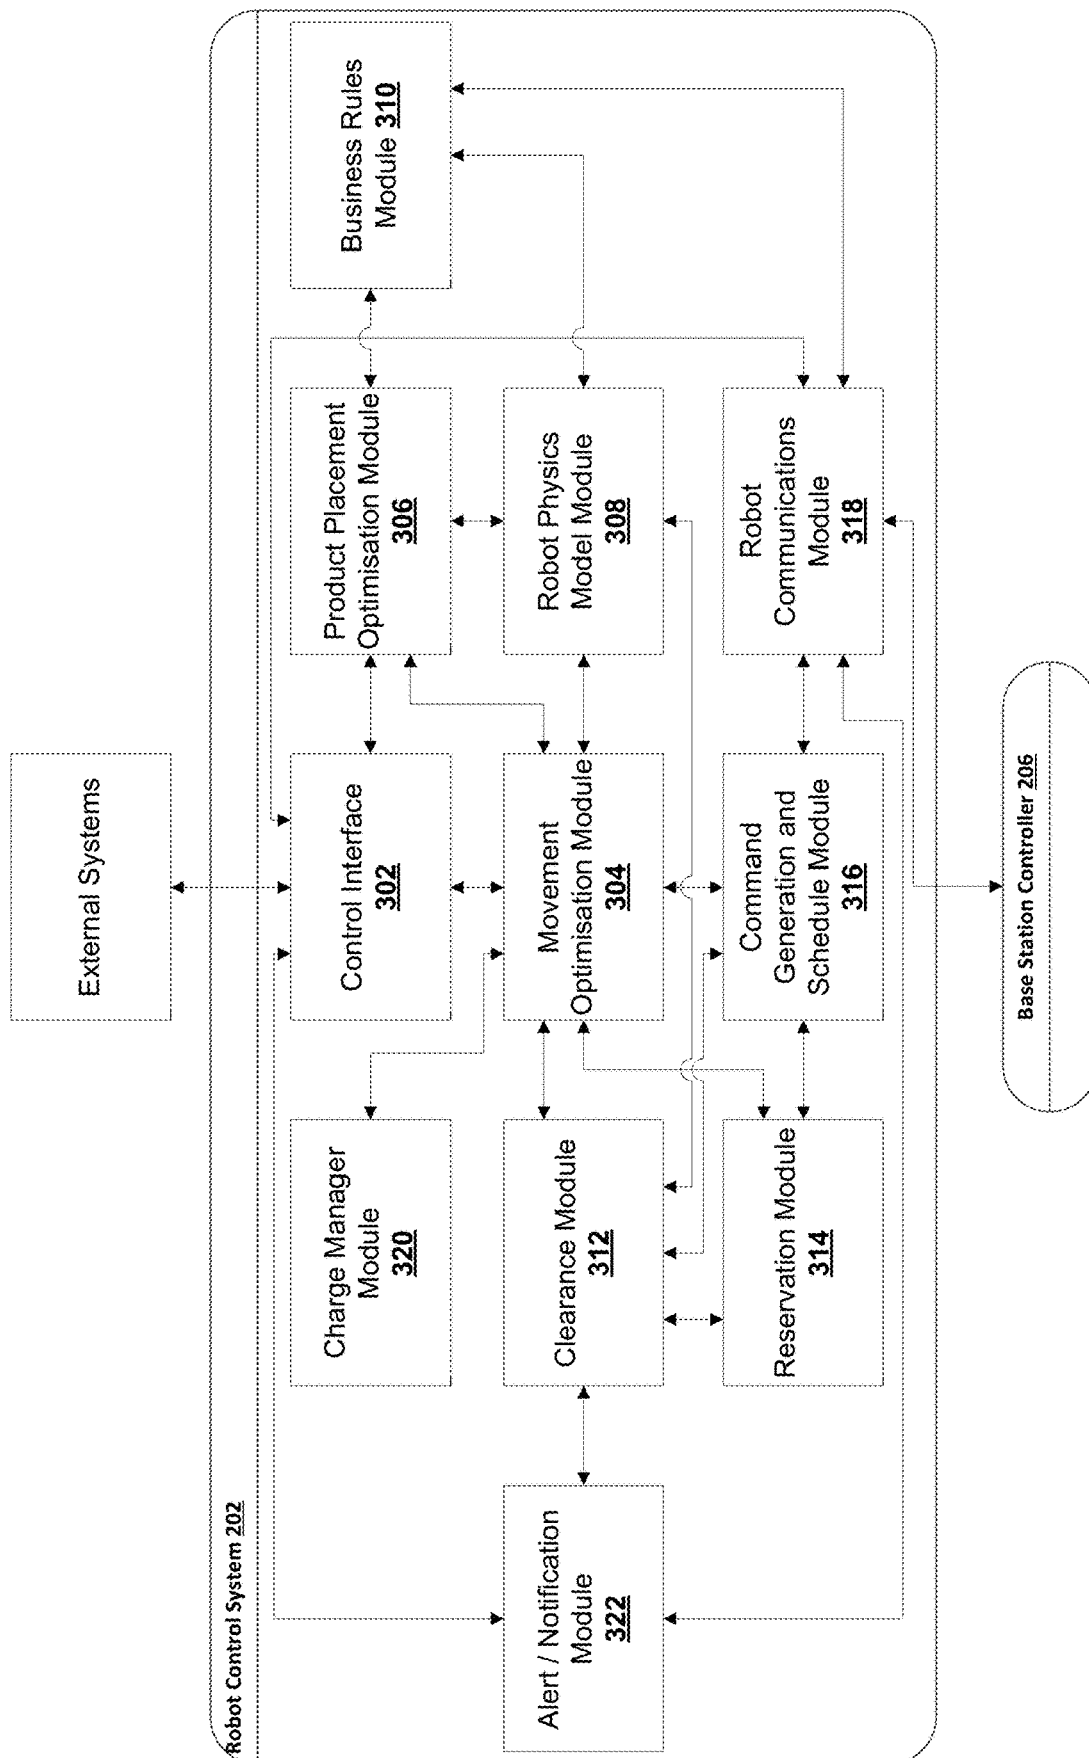 External Systems
Robot Control System 202
Charge Manager
Module
320
Control Interface
302
Product Placement
Optimisation Module
306
Business Rules
Module 310
Alert / Notification
Module
322
Clearance Module
312
Movement
Optimisation Module
304
Robot Physics
Model Module
308
Reservation Module
314
Command
Generation and
Schedule Module
316
Robot
Communications
Module
318
Base Station Controller 206